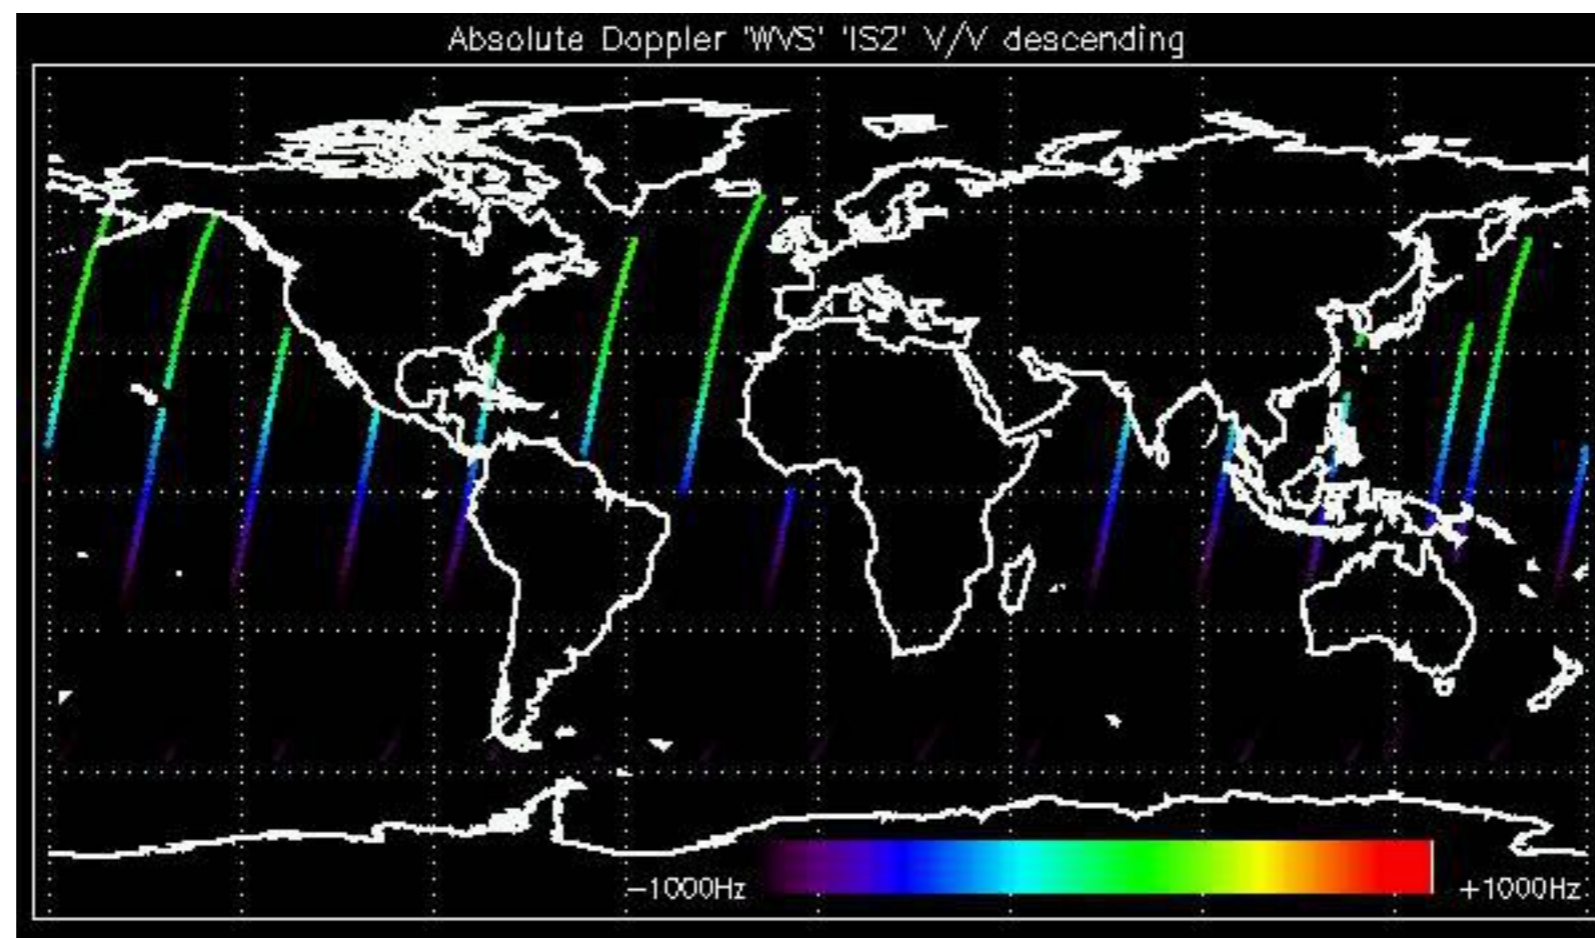 Absolute Doppler 'WVS' 'IS2' V/V descending
−1000Hz
+1000Hz